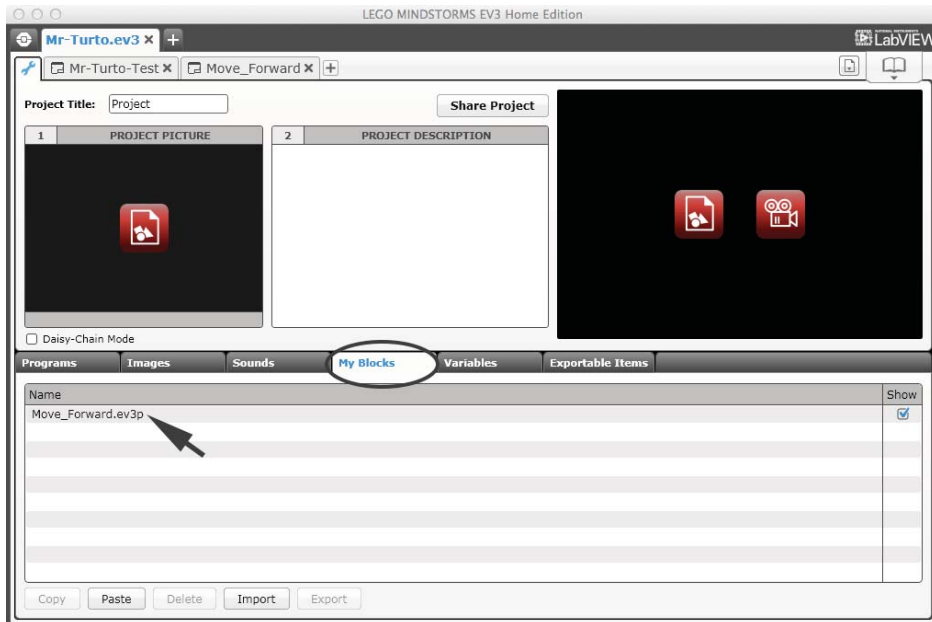 LEGO MINDSTORMS EV3 Home Edition
Mr-Turto.ev3 × +
NATIONAL INSTRUMENTS
LabVIEW
Mr-Turto-Test × Move_Forward × +
Project Title: Project
Share Project
1 PROJECT PICTURE
2 PROJECT DESCRIPTION
Daisy-Chain Mode
Programs Images Sounds My Blocks Variables Exportable Items
Name Show
Move_Forward.ev3p
Copy Paste Delete Import Export